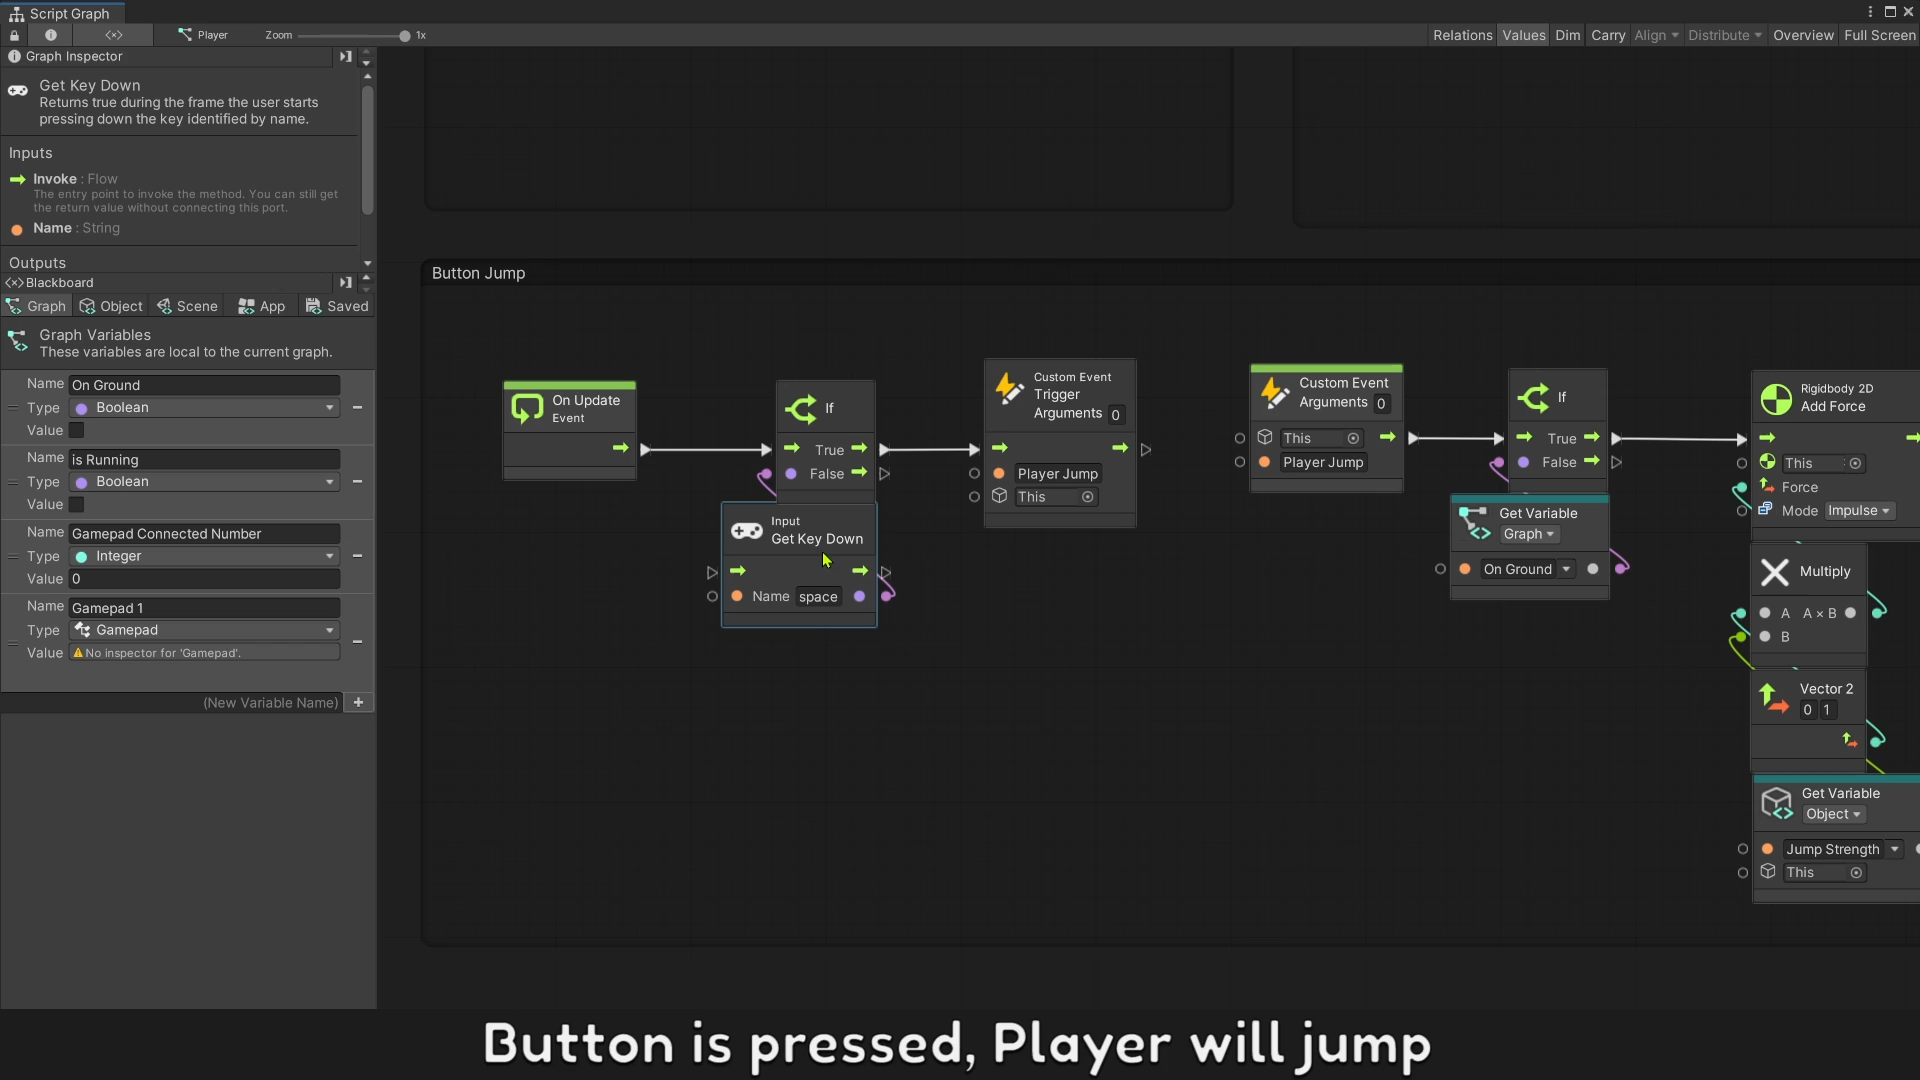 Script Graph
Player
Zoom
1x
Relations
Values
Dim
Carry
Align
Distribute
Overview
Full Screen
Graph Inspector
Get Key Down
Returns true during the frame the user starts
pressing down the key identified by name.
Inputs
Invoke : Flow
The entry point to invoke the method. You can still get
the return value without connecting this port.
Name : String
Outputs
Blackboard
Graph
Object
Scene
App
Saved
Graph Variables
These variables are local to the current graph.
Name On Ground
Type Boolean
Value
Name is Running
Type Boolean
Value
Name Gamepad Connected Number
Type Integer
Value 0
Name Gamepad 1
Type Gamepad
Value No inspector for 'Gamepad'.
(New Variable Name)
Button Jump
On Update
Event
If
True
False
Input
Get Key Down
Name space
Custom Event
Trigger
Arguments 0
Player Jump
This
Custom Event
Arguments 0
This
Player Jump
If
True
False
Get Variable
Graph
On Ground
Rigidbody 2D
Add Force
This
Force
Mode Impulse
Multiply
A A × B
B
Vector 2
0 1
Get Variable
Object
Jump Strength
This
Button is pressed, Player will jump